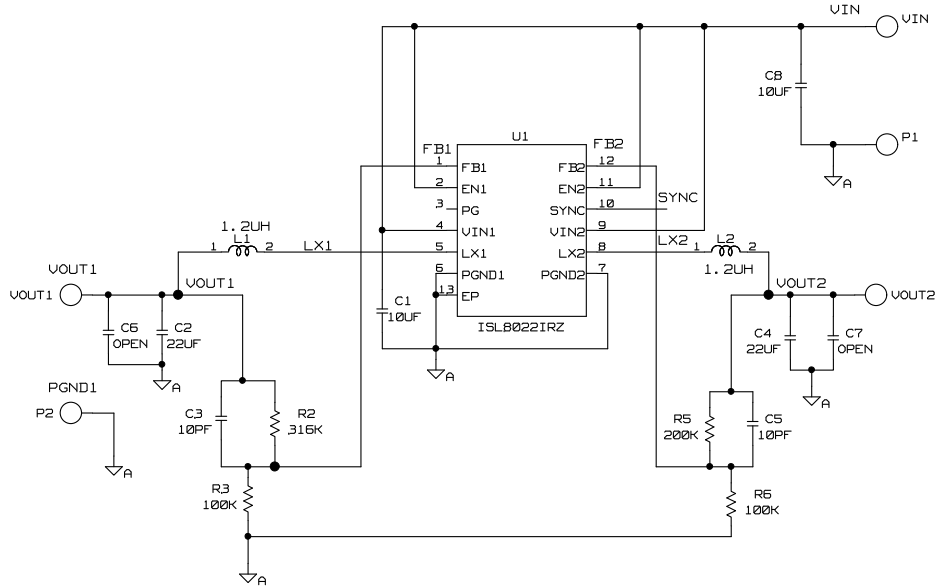 VIN
VIN
C8
10UF
P1
A
U1
FB1
FB2
1
FB1
FB2
12
2
EN1
EN2
11
3
PG
SYNC
10
SYNC
4
VIN1
VIN2
9
5
LX1
LX2
8
6
PGND1
PGND2
7
13
EP
ISL8022IRZ
1.2UH
L1
1
2
LX1
LX2
1
L2
2
1.2UH
VOUT1
VOUT1
VOUT1
VOUT2
VOUT2
C6
OPEN
C2
22UF
A
C1
10UF
A
C4
22UF
C7
OPEN
A
PGND1
P2
A
C3
10PF
R2
316K
R5
200K
C5
10PF
R3
100K
R6
100K
A